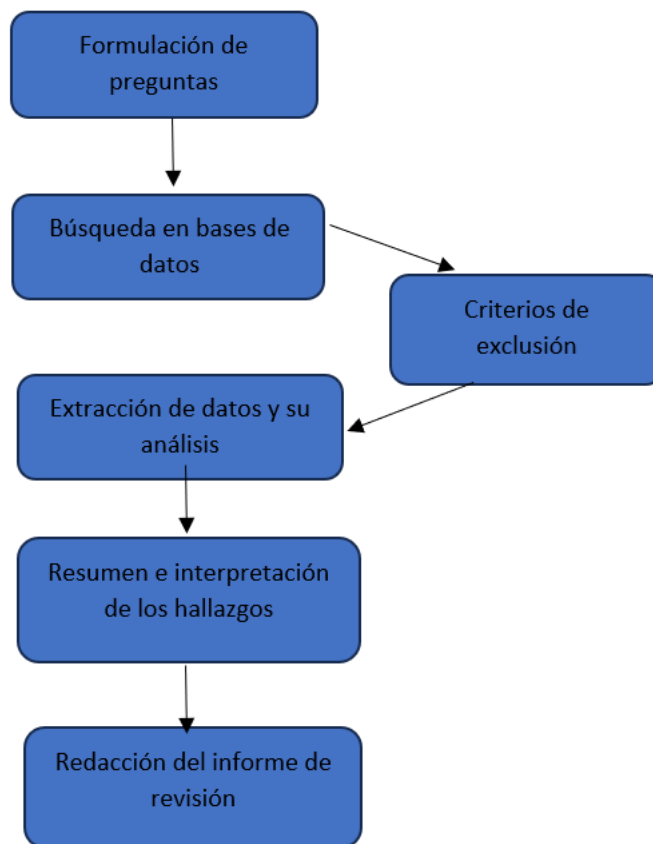 Formulación de
preguntas
Búsqueda en bases de
datos
Criterios de
exclusión
Extracción de datos y su
análisis
Resumen e interpretación
de los hallazgos
Redacción del informe de
revisión